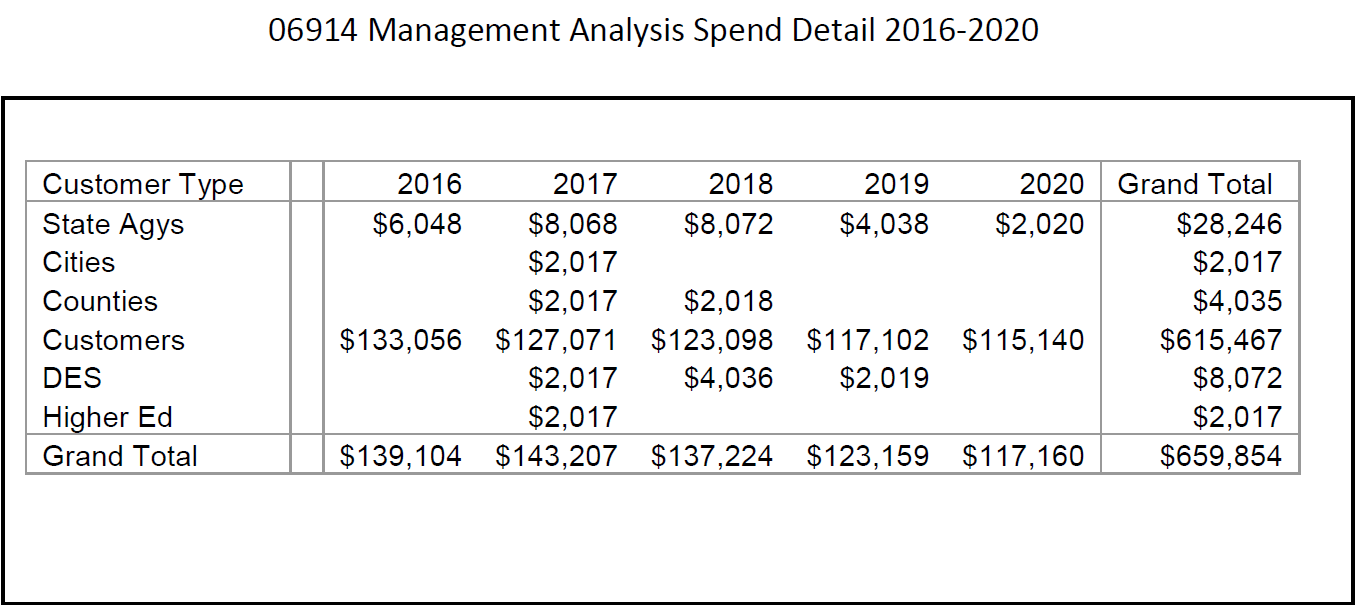 06914 Management Analysis Spend Detail 2016-2020
Customer Type 2016 2017 2018 2019 2020 Grand Total
State Agys $6,048 $8,068 $8,072 $4,038 $2,020 $28,246
Cities $2,017 $2,017
Counties $2,017 $2,018 $4,035
Customers $133,056 $127,071 $123,098 $117,102 $115,140 $615,467
DES $2,017 $4,036 $2,019 $8,072
Higher Ed $2,017 $2,017
Grand Total $139,104 $143,207 $137,224 $123,159 $117,160 $659,854